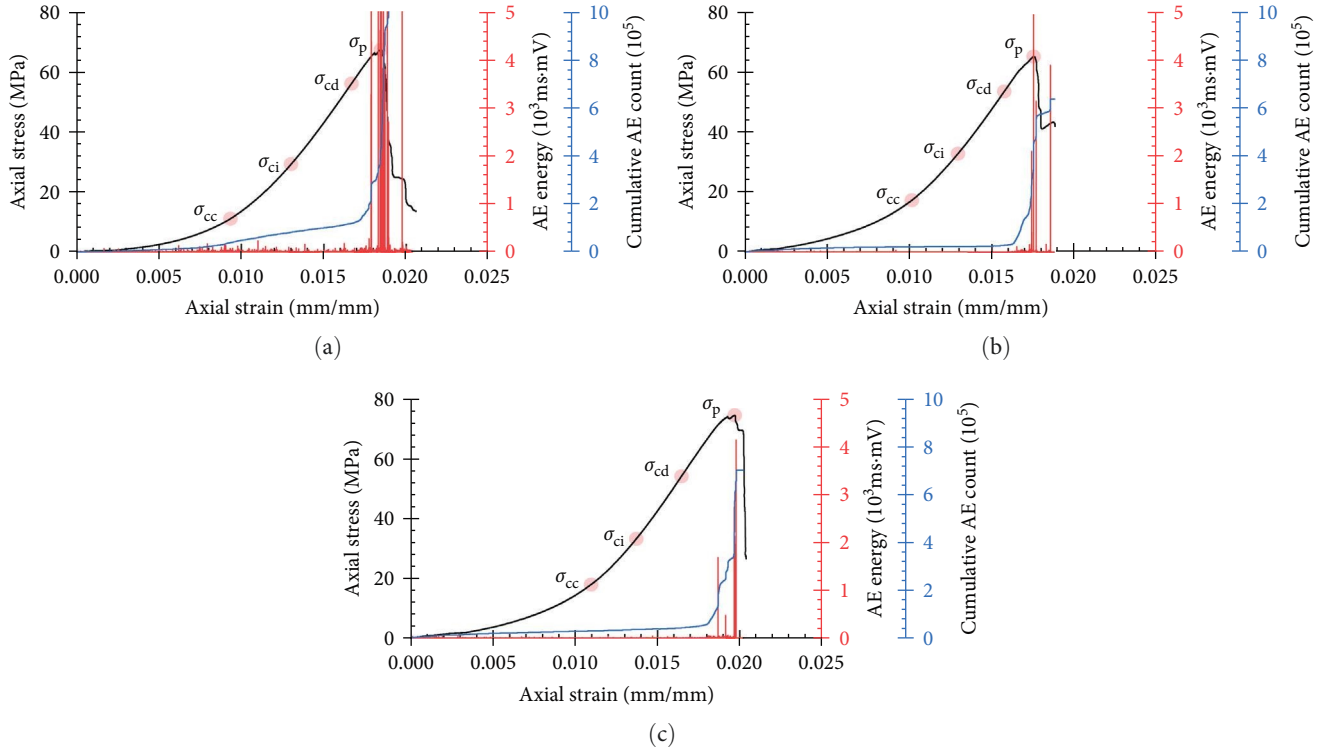 80
60
40
20
0
Axial stress (MPa)
σp
σcd
σci
σcc
5
4
3
2
1
0
AE energy (10³ms·mV)
10
8
6
4
2
0
Cumulative AE count (10⁵)
0.000 0.005 0.010 0.015 0.020 0.025
Axial strain (mm/mm)
(a)
80
60
40
20
0
Axial stress (MPa)
σp
σcd
σci
σcc
5
4
3
2
1
0
AE energy (10³ms·mV)
10
8
6
4
2
0
Cumulative AE count (10⁵)
0.000 0.005 0.010 0.015 0.020 0.025
Axial strain (mm/mm)
(b)
80
60
40
20
0
Axial stress (MPa)
σp
σcd
σci
σcc
5
4
3
2
1
0
AE energy (10³ms·mV)
10
8
6
4
2
0
Cumulative AE count (10⁵)
0.000 0.005 0.010 0.015 0.020 0.025
Axial strain (mm/mm)
(c)